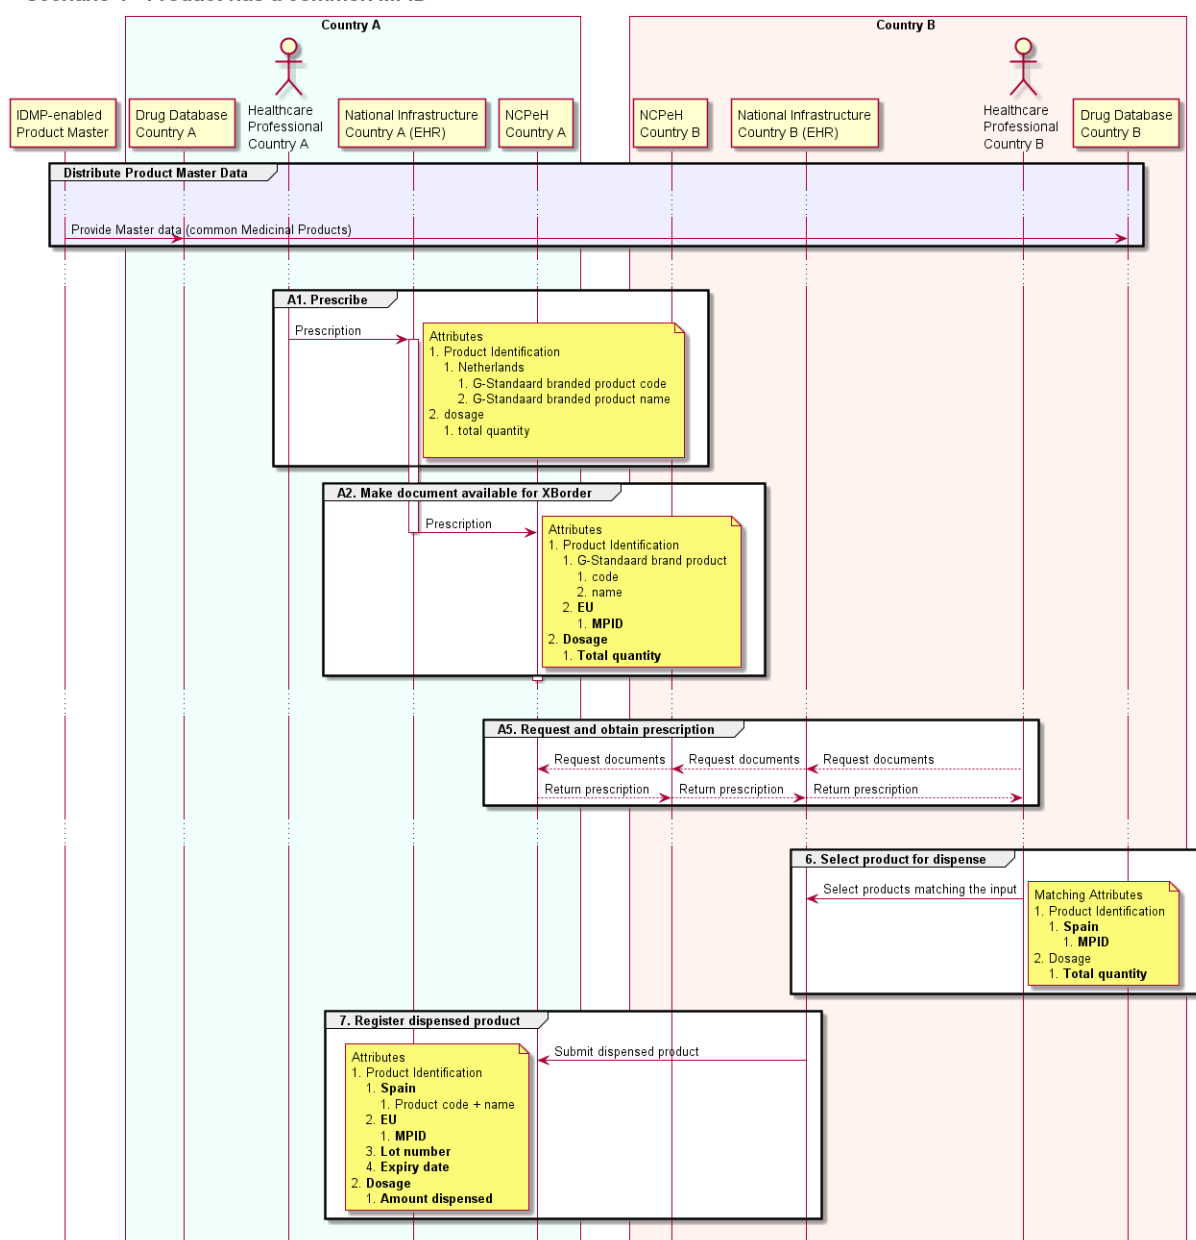 Country A
Country B
IDMP-enabled
Product Master
Drug Database
Country A
Healthcare
Professional
Country A
National Infrastructure
Country A (EHR)
NCPeH
Country A
NCPeH
Country B
National Infrastructure
Country B (EHR)
Healthcare
Professional
Country B
Drug Database
Country B
Distribute Product Master Data
Provide Master data (common Medicinal Products)
A1. Prescribe
Prescription
Attributes
1. Product Identification
1. Netherlands
1. G-Standaard branded product code
2. G-Standaard branded product name
2. dosage
1. total quantity
A2. Make document available for XBorder
Prescription
Attributes
1. Product Identification
1. G-Standaard brand product
1. code
2. name
2. EU
1. MPID
2. Dosage
1. Total quantity
A5. Request and obtain prescription
Request documents
Request documents
Request documents
Return prescription
Return prescription
Return prescription
6. Select product for dispense
Select products matching the input
Matching Attributes
1. Product Identification
1. Spain
1. MPID
2. Dosage
1. Total quantity
7. Register dispensed product
Submit dispensed product
Attributes
1. Product Identification
1. Spain
1. Product code + name
2. EU
1. MPID
3. Lot number
4. Expiry date
2. Dosage
1. Amount dispensed